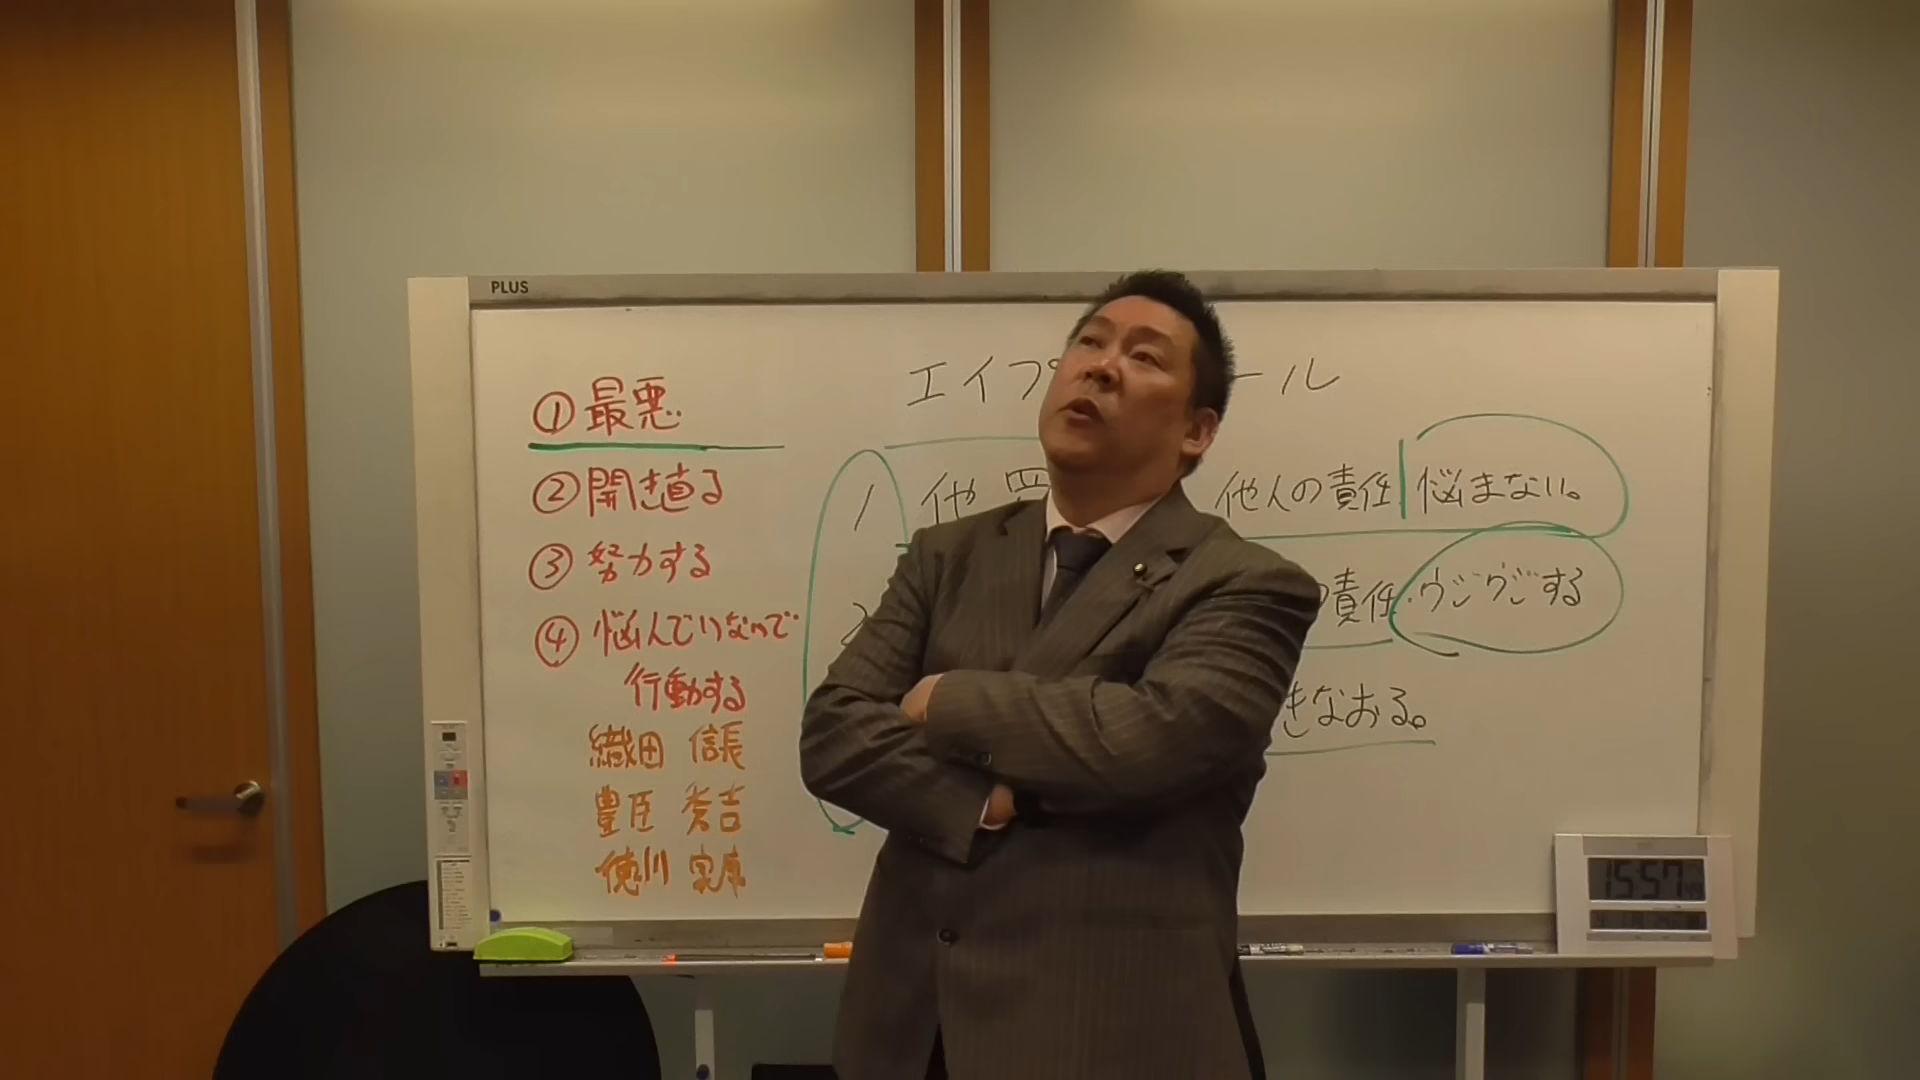 PLUS
エイプ ール
①最悪
②開き直る
③努力する
④悩んでいないで
行動する
織田 信長
豊臣 秀吉
徳川 家康
1 他 他人の責任 悩まない。
2 責任 ウジウジする
きなおる。
15:57